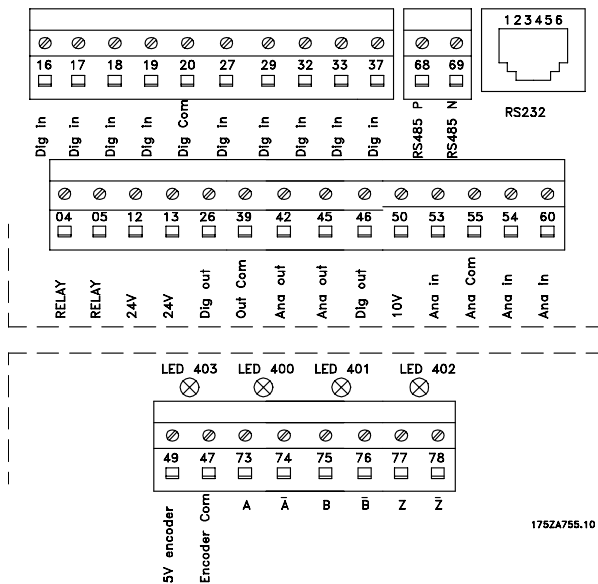 1 2 3 4 5 6
16 17 18 19 20 27 29 32 33 37 68 69
Dig in Dig in Dig in Dig in Dig Com Dig in Dig in Dig in Dig in Dig in RS485 P RS485 N RS232
04 05 12 13 26 39 42 45 46 50 53 55 54 60
RELAY RELAY 24V 24V Dig out Out Com Ana out Ana out Dig out 10V Ana in Ana Com Ana in Ana In
LED 403 LED 400 LED 401 LED 402
49 47 73 74 75 76 77 78
5V encoder Encoder Com A A̅ B B̅ Z Z̅
175ZA755.10